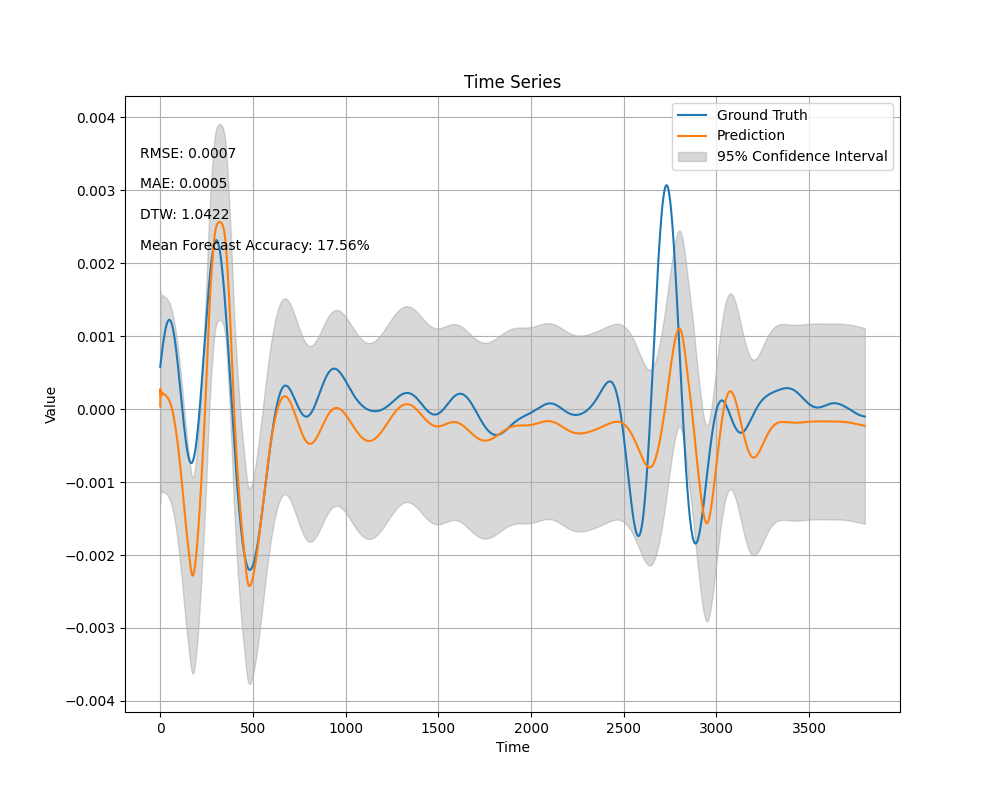 Time Series
Ground Truth
Prediction
95% Confidence Interval
RMSE: 0.0007
MAE: 0.0005
DTW: 1.0422
Mean Forecast Accuracy: 17.56%
Value
0.004
0.003
0.002
0.001
0.000
−0.001
−0.002
−0.003
−0.004
0 500 1000 1500 2000 2500 3000 3500
Time